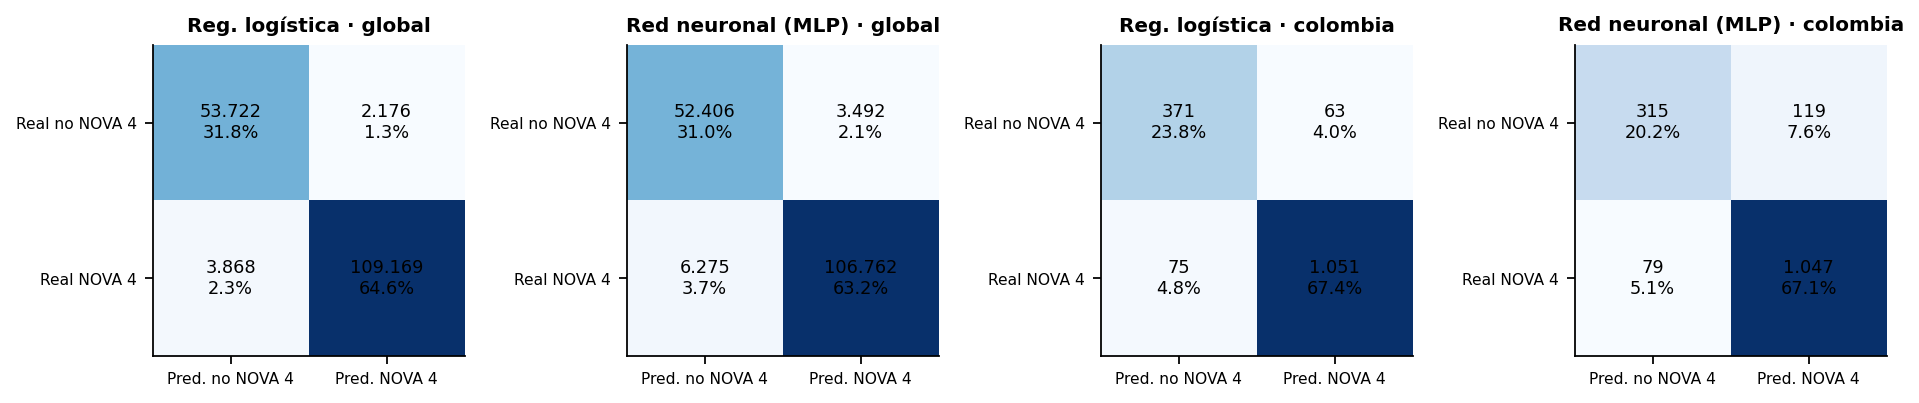 Reg. logística · global
Real no NOVA 4
53.722
31.8%
2.176
1.3%
Real NOVA 4
3.868
2.3%
109.169
64.6%
Pred. no NOVA 4
Pred. NOVA 4
Red neuronal (MLP) · global
Real no NOVA 4
52.406
31.0%
3.492
2.1%
Real NOVA 4
6.275
3.7%
106.762
63.2%
Pred. no NOVA 4
Pred. NOVA 4
Reg. logística · colombia
Real no NOVA 4
371
23.8%
63
4.0%
Real NOVA 4
75
4.8%
1.051
67.4%
Pred. no NOVA 4
Pred. NOVA 4
Red neuronal (MLP) · colombia
Real no NOVA 4
315
20.2%
119
7.6%
Real NOVA 4
79
5.1%
1.047
67.1%
Pred. no NOVA 4
Pred. NOVA 4